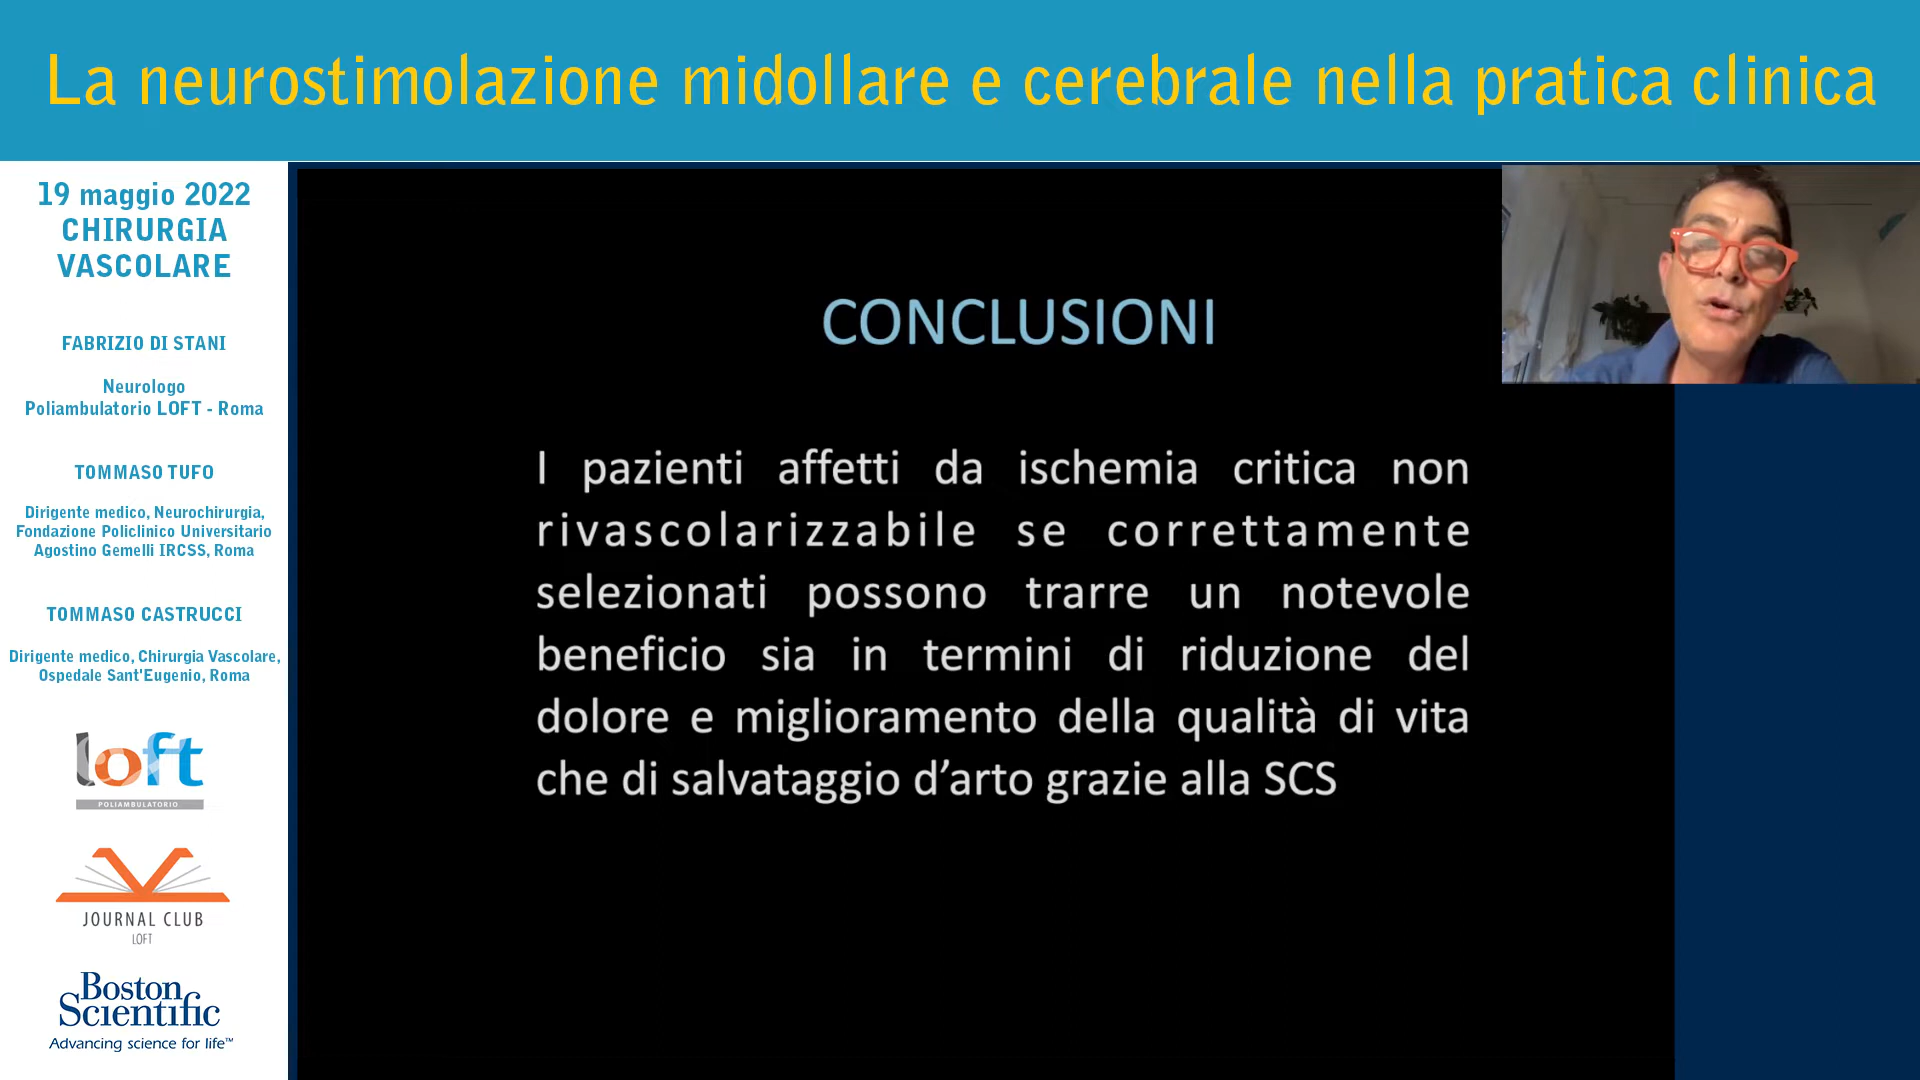 La neurostimolazione midollare e cerebrale nella pratica clinica
19 maggio 2022
CHIRURGIA
VASCOLARE
FABRIZIO DI STANI
Neurologo
Poliambulatorio LOFT - Roma
TOMMASO TUFO
Dirigente medico, Neurochirurgia,
Fondazione Policlinico Universitario
Agostino Gemelli IRCSS, Roma
TOMMASO CASTRUCCI
Dirigente medico, Chirurgia Vascolare,
Ospedale Sant'Eugenio, Roma
loft
POLIAMBULATORIO
JOURNAL CLUB
LOFT
Boston
Scientific
Advancing science for life™
CONCLUSIONI
I pazienti affetti da ischemia critica non
rivascolarizzabile se correttamente
selezionati possono trarre un notevole
beneficio sia in termini di riduzione del
dolore e miglioramento della qualità di vita
che di salvataggio d’arto grazie alla SCS